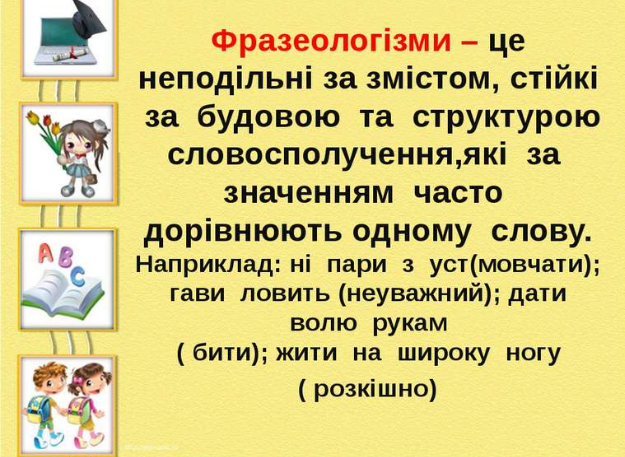 Фразеологізми – це
неподільні за змістом, стійкі
за будовою та структурою
словосполучення,які за
значенням часто
дорівнюють одному слову.
Наприклад: ні пари з уст(мовчати);
гави ловить (неуважний); дати
волю рукам
( бити); жити на широку ногу
( розкішно)
A B C